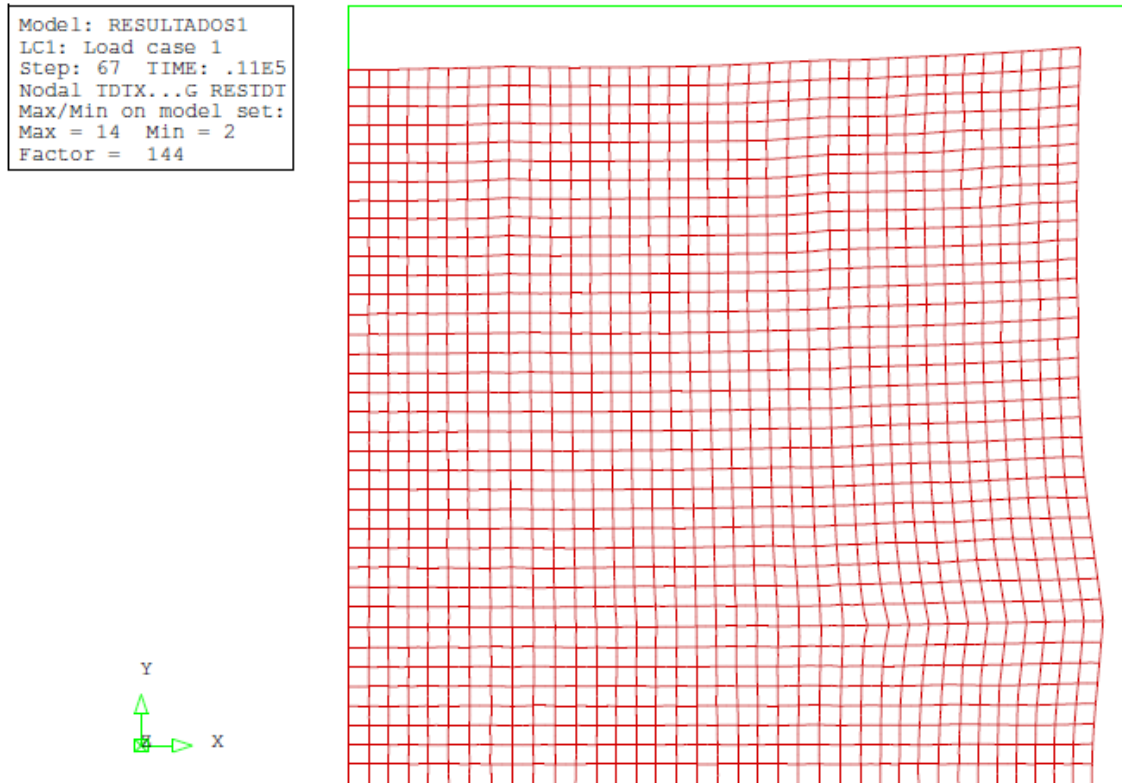 Model: RESULTADOS1
LC1: Load case 1
Step: 67 TIME: .11E5
Nodal TDTX...G RESTDT
Max/Min on model set:
Max = 14 Min = 2
Factor = 144
Y
Z X